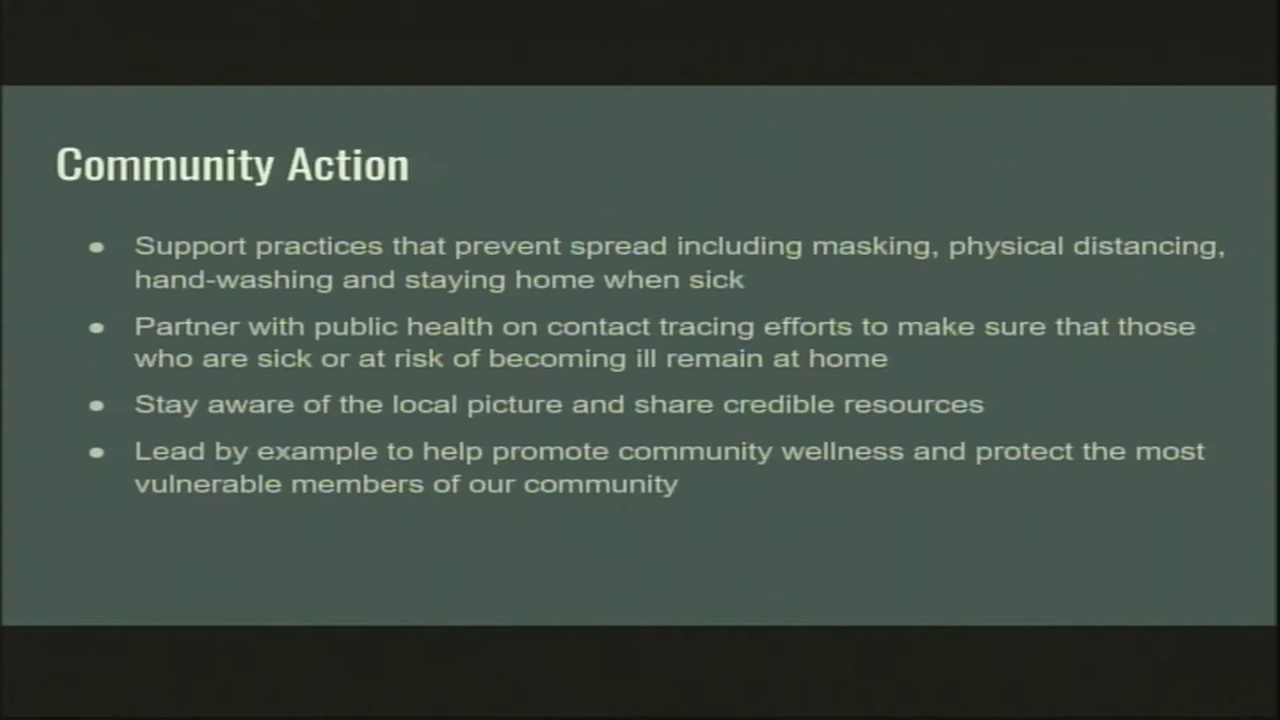 Community Action
● Support practices that prevent spread including masking, physical distancing,
hand-washing and staying home when sick
● Partner with public health on contact tracing efforts to make sure that those
who are sick or at risk of becoming ill remain at home
● Stay aware of the local picture and share credible resources
● Lead by example to help promote community wellness and protect the most
vulnerable members of our community